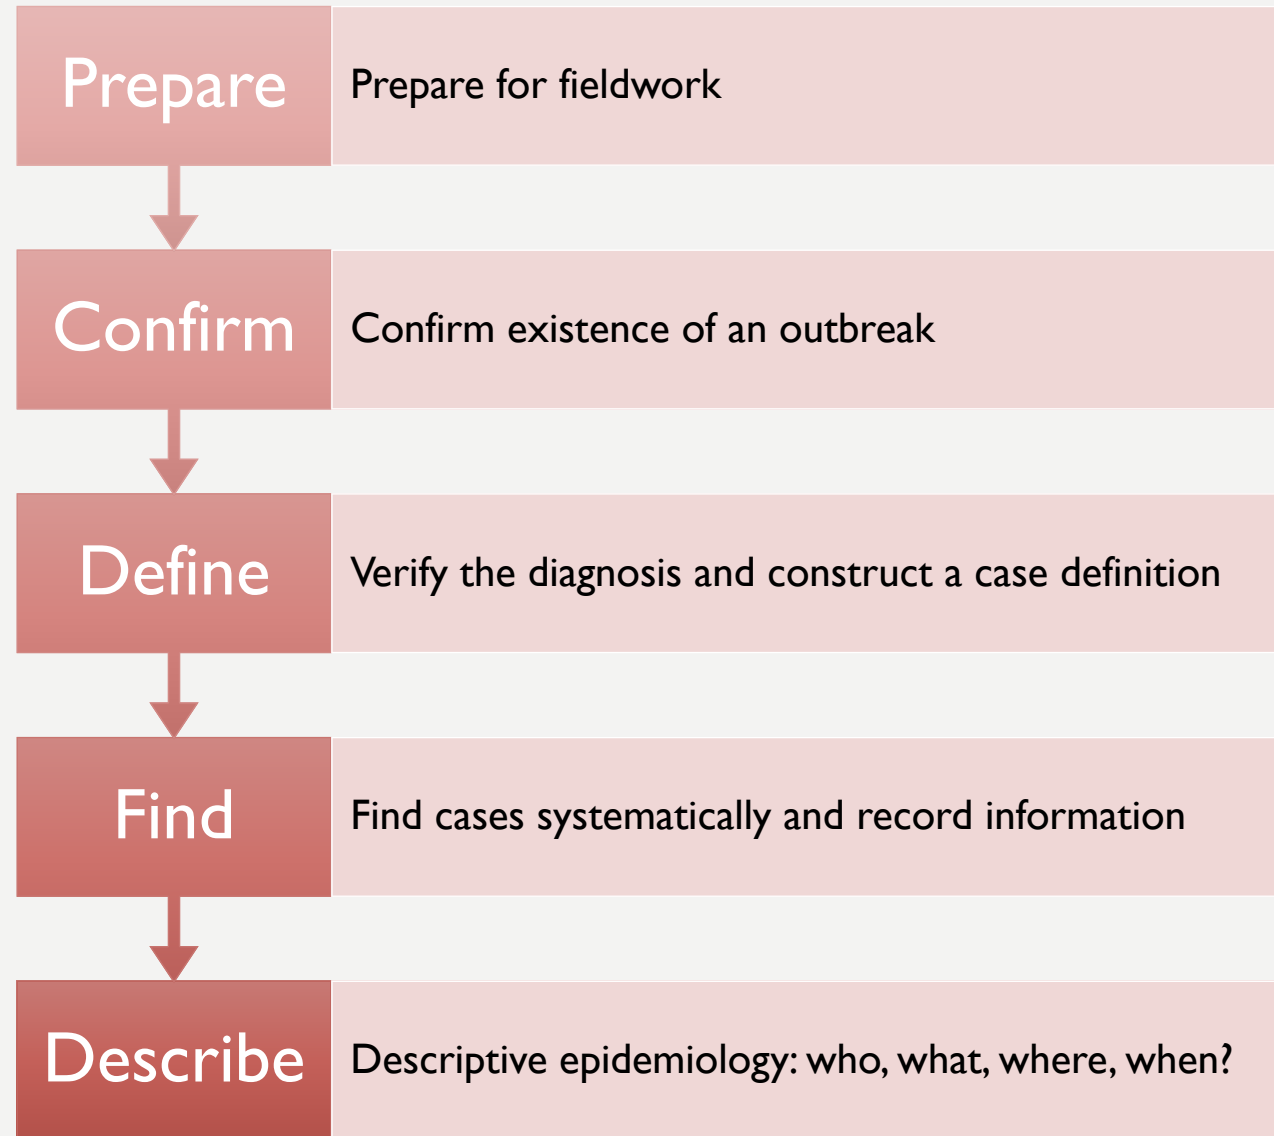 Prepare
Prepare for fieldwork
Confirm
Confirm existence of an outbreak
Define
Verify the diagnosis and construct a case definition
Find
Find cases systematically and record information
Describe
Descriptive epidemiology: who, what, where, when?